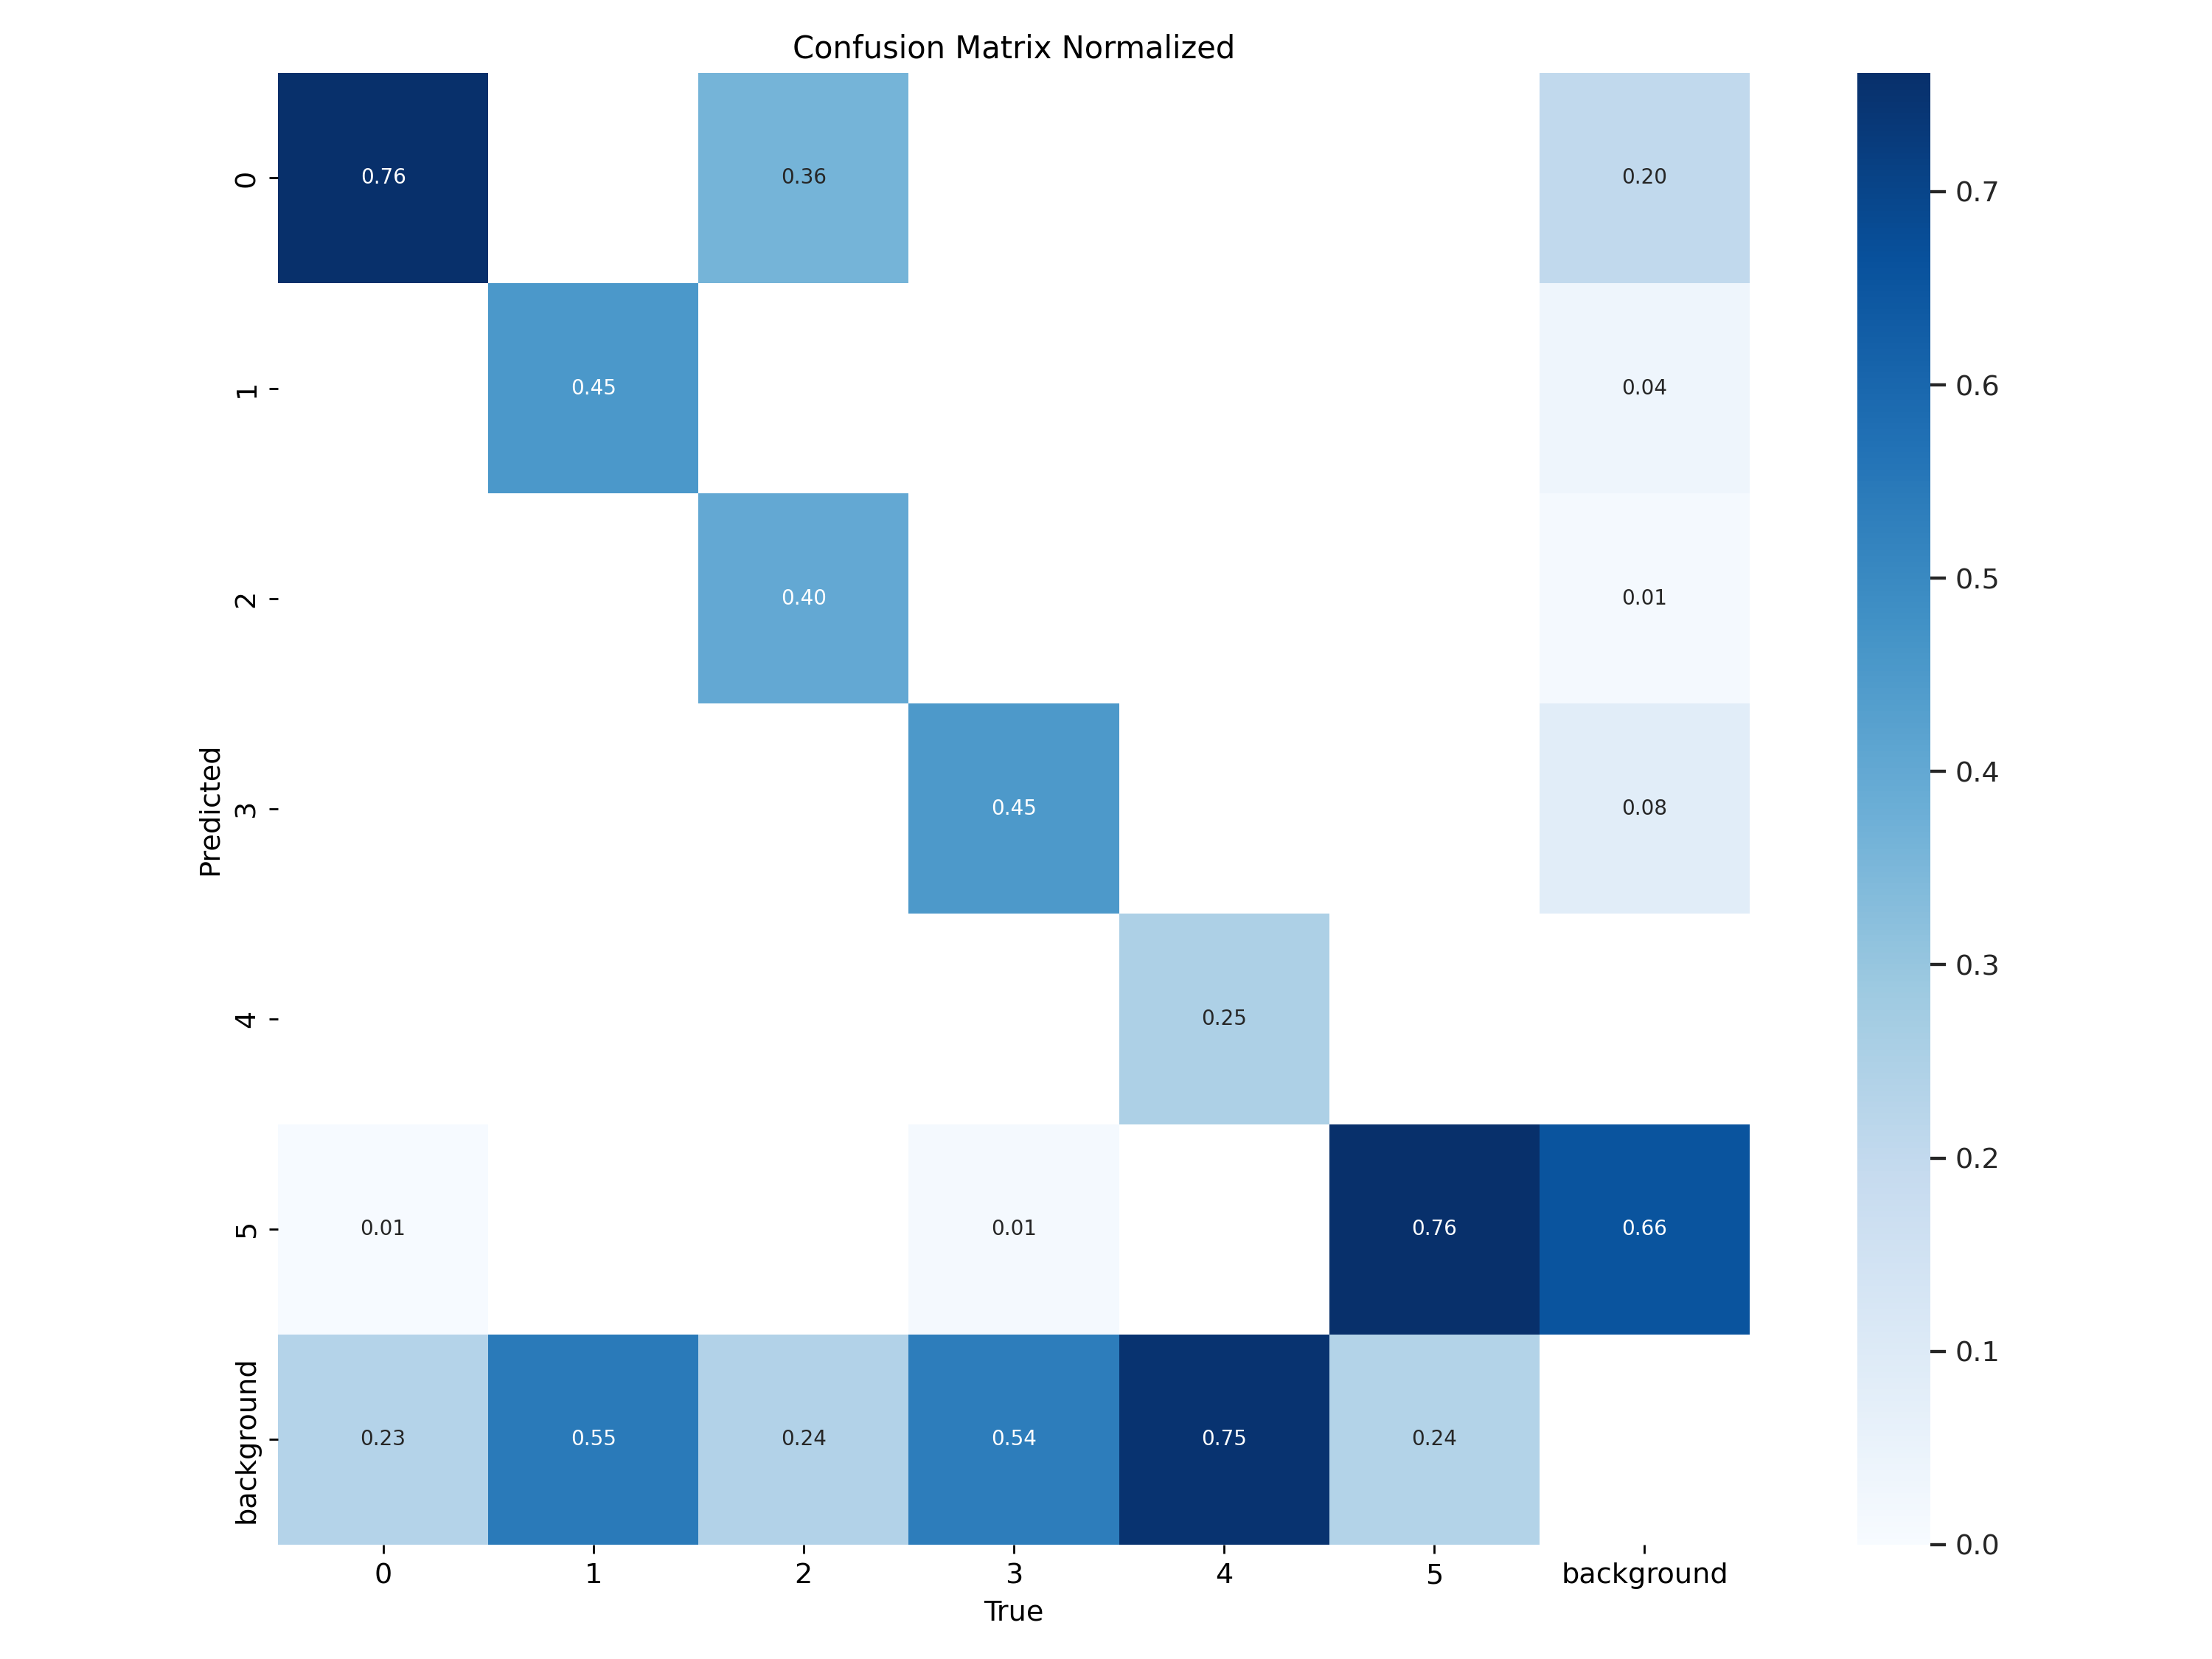 Confusion Matrix Normalized
0 0.76 0.36 0.20
1 0.45 0.04
2 0.40 0.01
3 0.45 0.08
4 0.25
5 0.01 0.01 0.76 0.66
background 0.23 0.55 0.24 0.54 0.75 0.24
0 1 2 3 4 5 background
True
Predicted
0.7
0.6
0.5
0.4
0.3
0.2
0.1
0.0